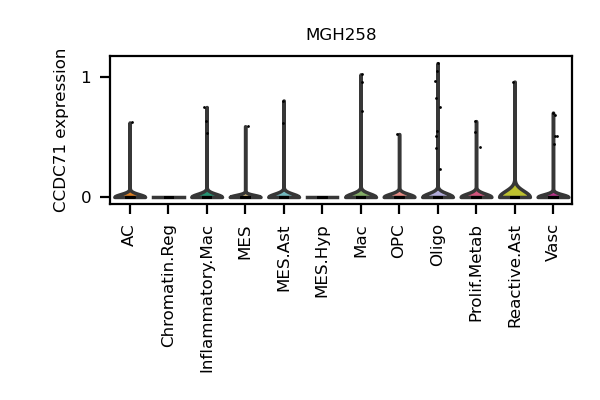 MGH258
CCDC71 expression
1
0
AC
Chromatin.Reg
Inflammatory.Mac
MES
MES.Ast
MES.Hyp
Mac
OPC
Oligo
Prolif.Metab
Reactive.Ast
Vasc